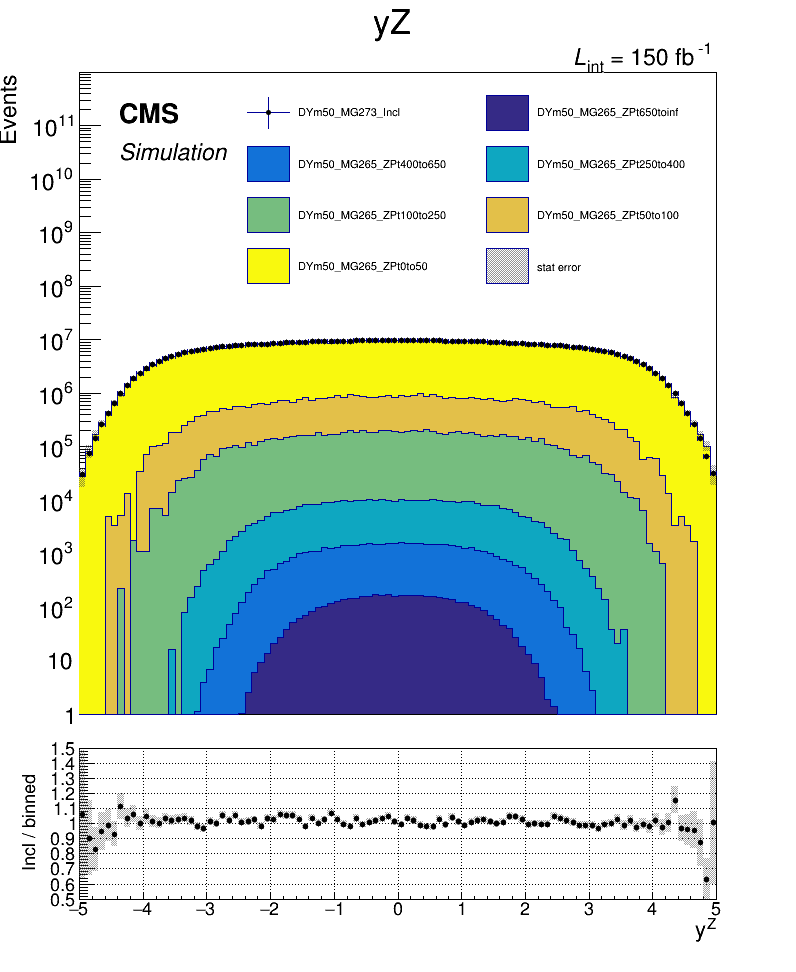 yZ
L_int = 150 fb^-1
Events
CMS
Simulation
DYm50_MG273_Incl
DYm50_MG265_ZPt650toinf
DYm50_MG265_ZPt400to650
DYm50_MG265_ZPt250to400
DYm50_MG265_ZPt100to250
DYm50_MG265_ZPt50to100
DYm50_MG265_ZPt0to50
stat error
10^11
10^10
10^9
10^8
10^7
10^6
10^5
10^4
10^3
10^2
10
1
Incl / binned
1.5
1.4
1.3
1.2
1.1
1
0.9
0.8
0.7
0.6
0.5
−5 −4 −3 −2 −1 0 1 2 3 4 5
y^Z